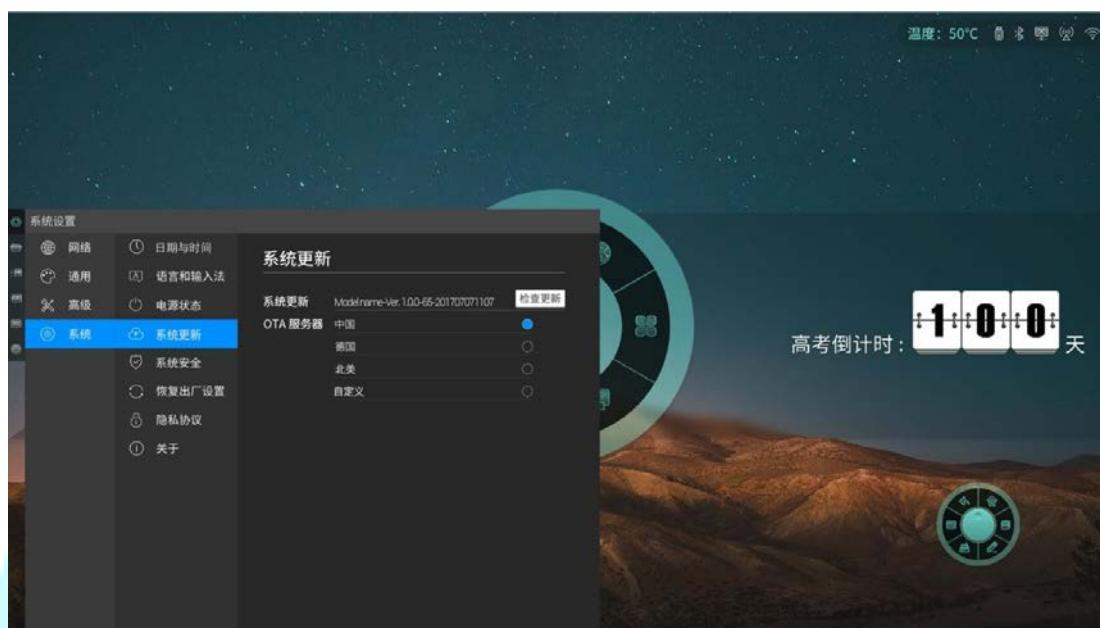 温度：50℃
系统设置
网络
通用
高级
系统
日期与时间
语言和输入法
电源状态
系统更新
系统安全
恢复出厂设置
隐私协议
关于
系统更新
系统更新 Modelname-Ver. 1.0.0-65-201707071107 检查更新
OTA 服务器 中国
德国
北美
自定义
高考倒计时：100天